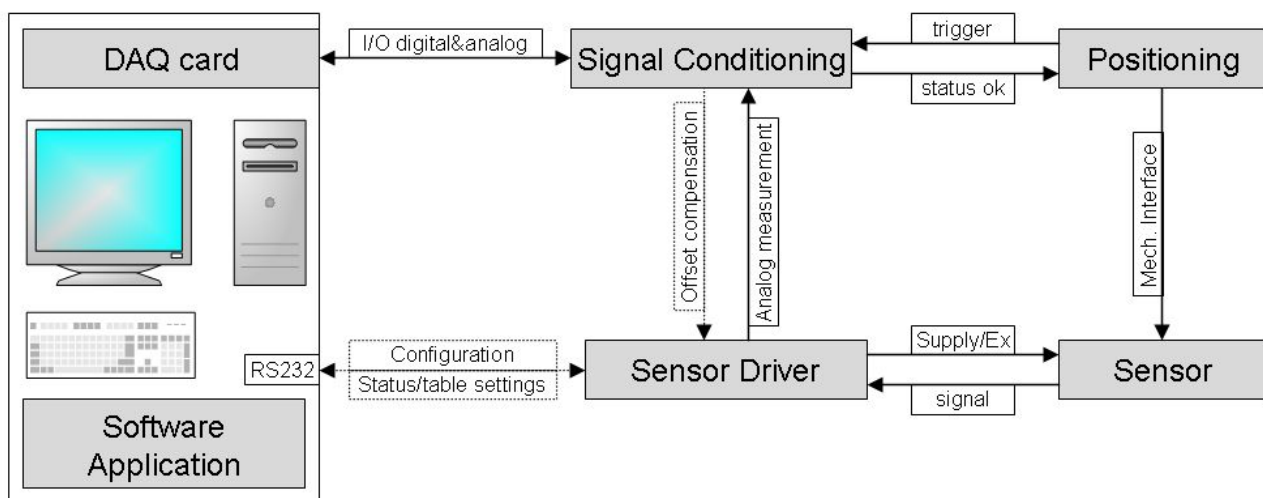 DAQ card
I/O digital&analog
Signal Conditioning
trigger
status ok
Positioning
Offset compensation
Analog measurement
Mech. Interface
RS232
Configuration
Status/table settings
Sensor Driver
Supply/Ex
signal
Sensor
Software
Application